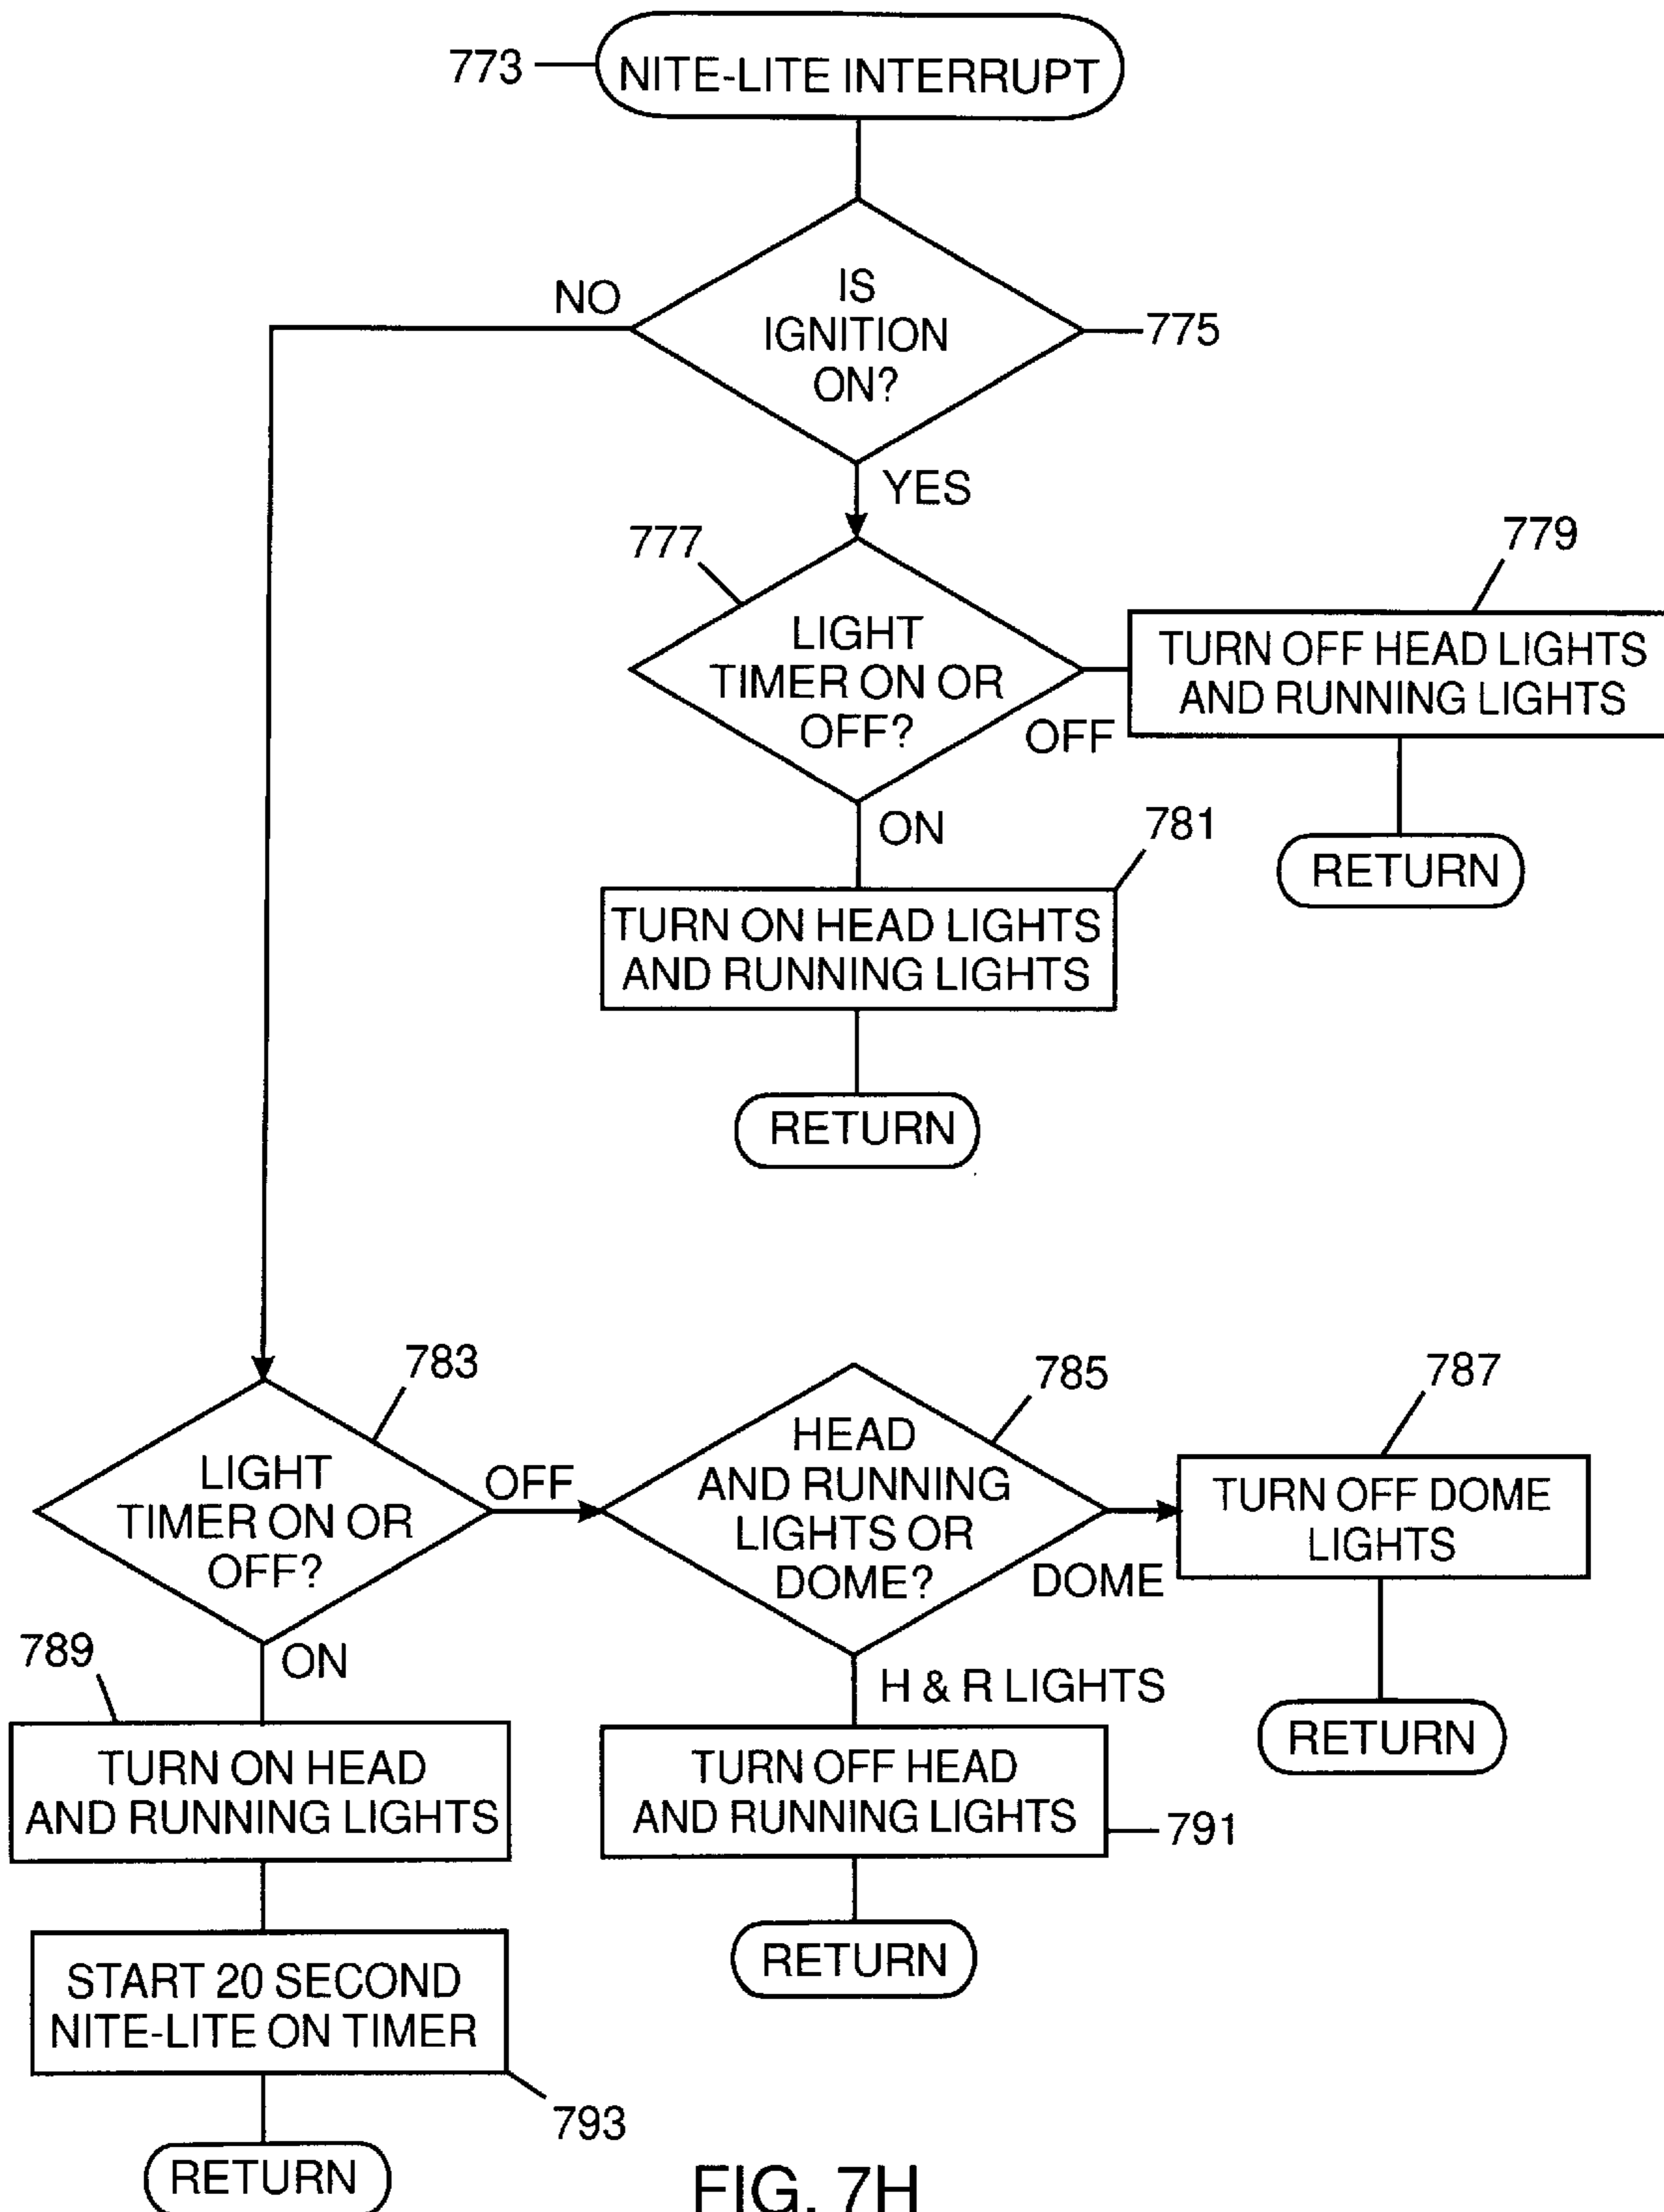 773
NITE-LITE INTERRUPT
IS
IGNITION
ON?
775
NO
YES
777
LIGHT
TIMER ON OR
OFF?
OFF
779
TURN OFF HEAD LIGHTS
AND RUNNING LIGHTS
RETURN
ON
781
TURN ON HEAD LIGHTS
AND RUNNING LIGHTS
RETURN
783
LIGHT
TIMER ON OR
OFF?
OFF
785
HEAD
AND RUNNING
LIGHTS OR
DOME?
DOME
787
TURN OFF DOME
LIGHTS
RETURN
789
ON
TURN ON HEAD
AND RUNNING LIGHTS
H & R LIGHTS
TURN OFF HEAD
AND RUNNING LIGHTS
791
RETURN
START 20 SECOND
NITE-LITE ON TIMER
793
RETURN
FIG. 7H